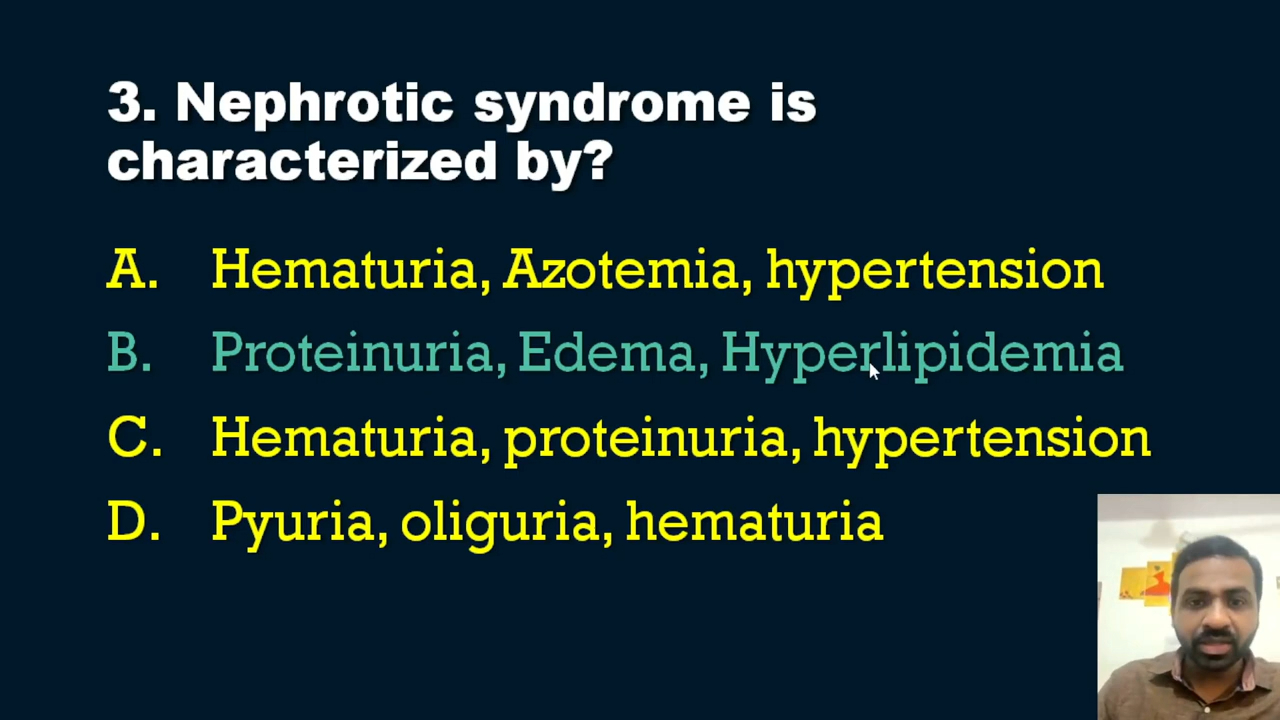 3. Nephrotic syndrome is
characterized by?
A. Hematuria, Azotemia, hypertension
B. Proteinuria, Edema, Hyperlipidemia
C. Hematuria, proteinuria, hypertension
D. Pyuria, oliguria, hematuria